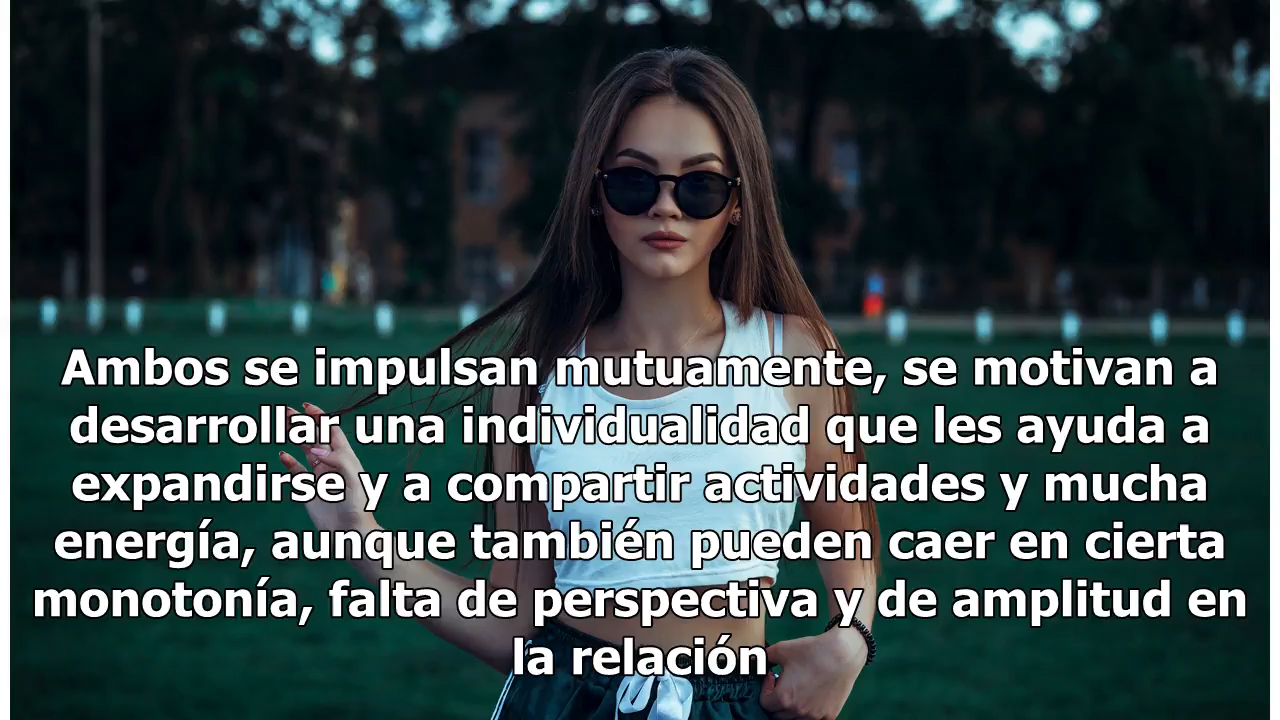 Ambos se impulsan mutuamente, se motivan a
desarrollar una individualidad que les ayuda a
expandirse y a compartir actividades y mucha
energía, aunque también pueden caer en cierta
monotonía, falta de perspectiva y de amplitud en
la relación